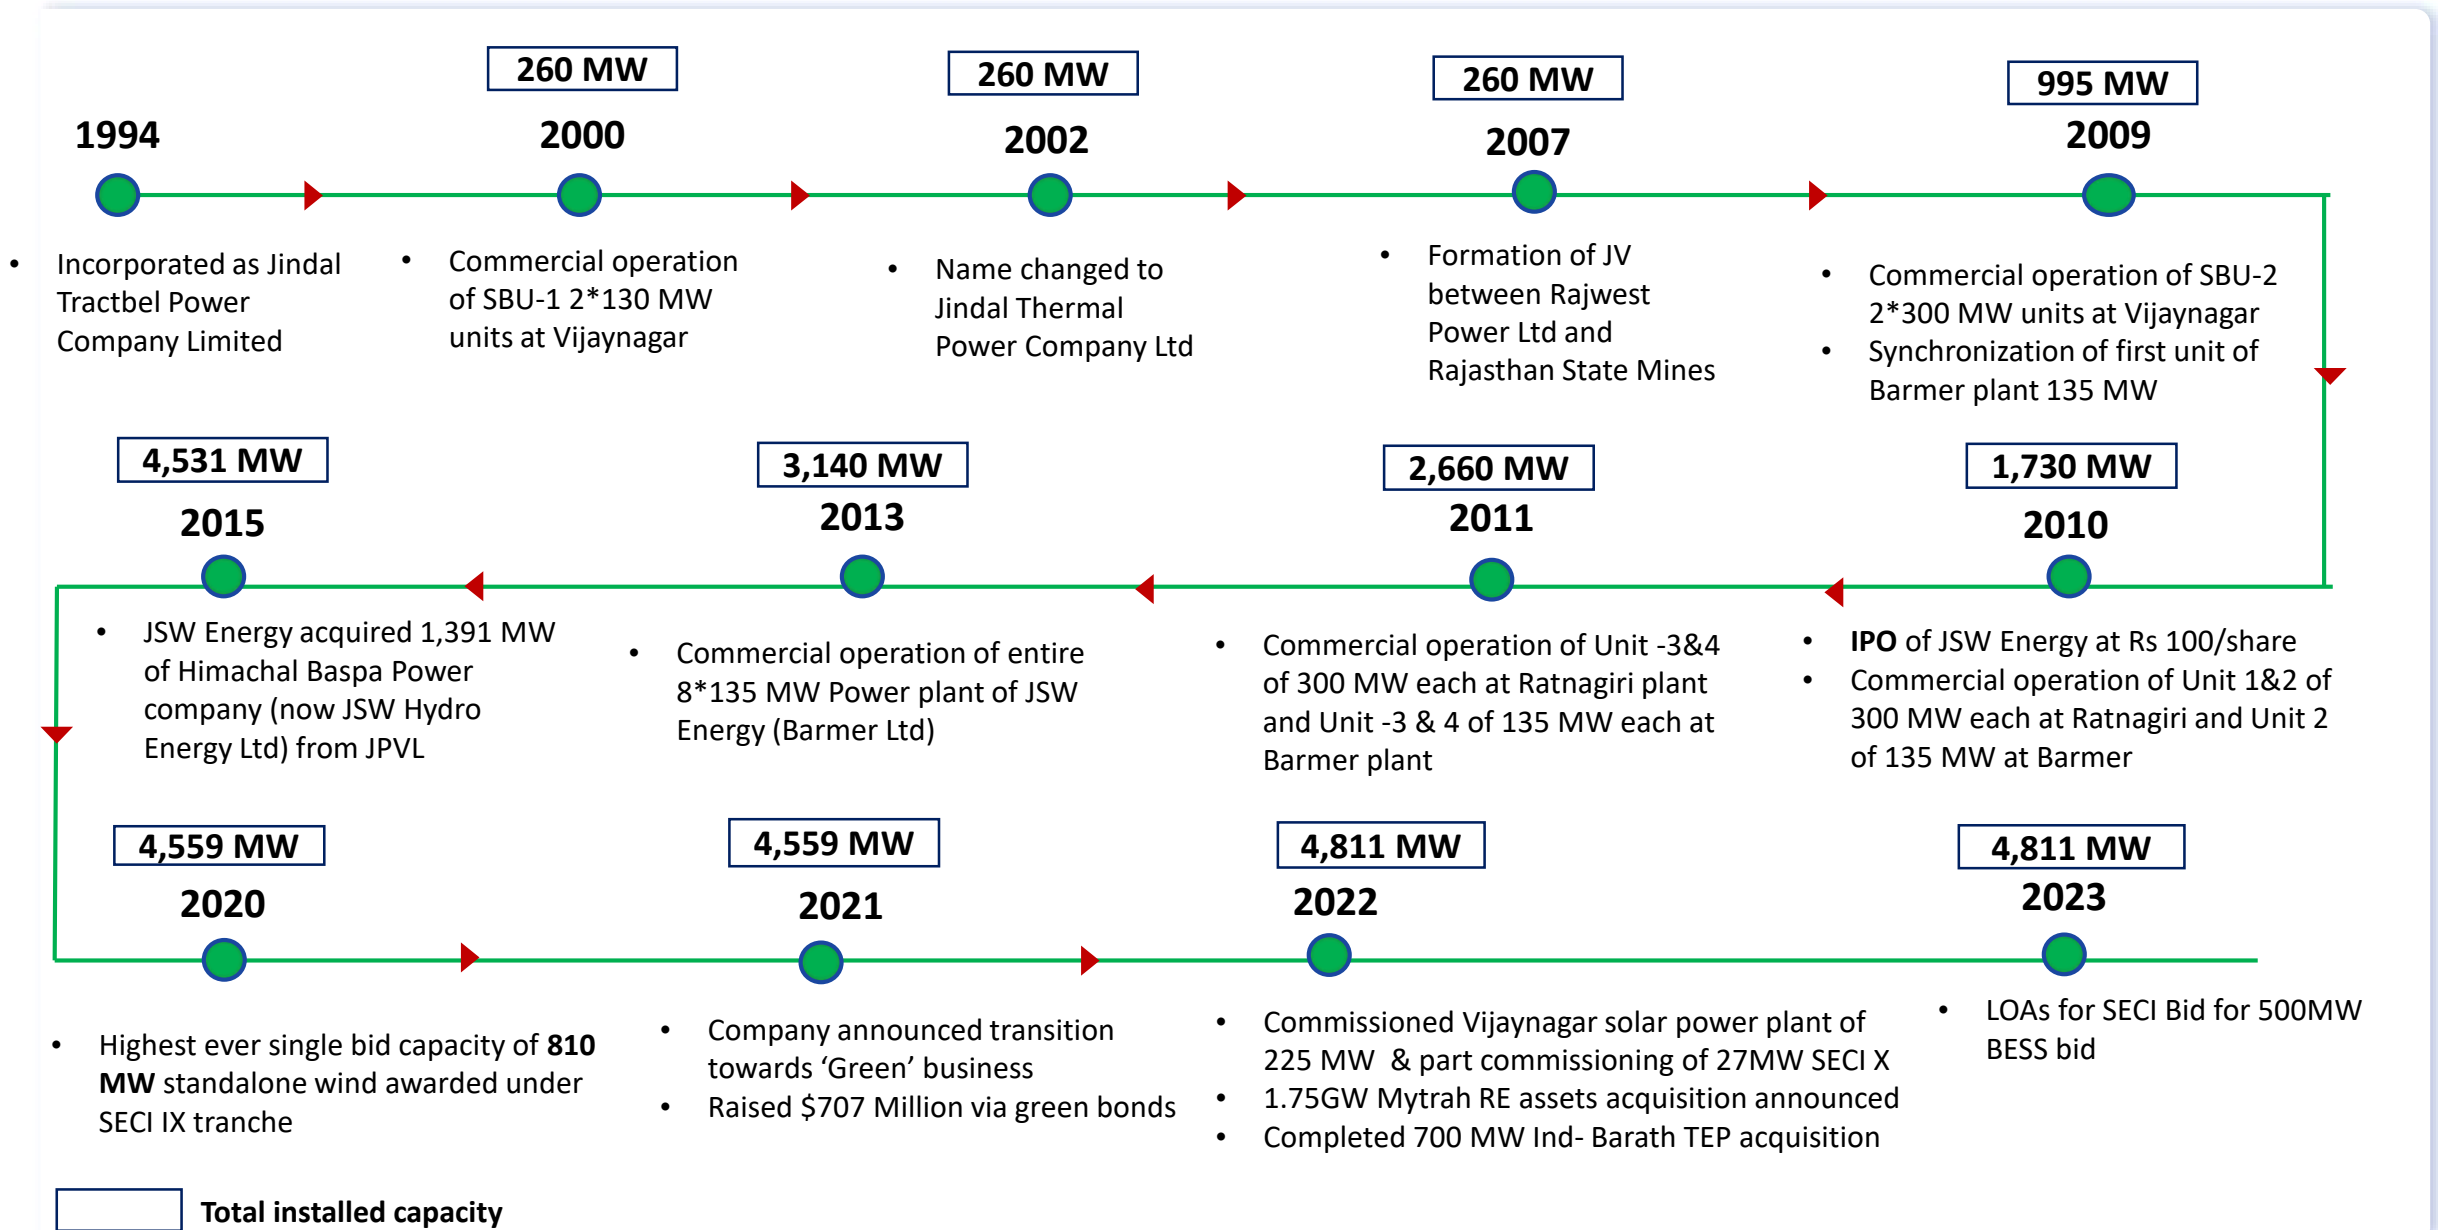 260 MW
260 MW
260 MW
995 MW
1994
2000
2002
2007
2009
• Incorporated as Jindal
Tractbel Power
Company Limited
• Commercial operation
of SBU-1 2*130 MW
units at Vijaynagar
• Name changed to
Jindal Thermal
Power Company Ltd
• Formation of JV
between Rajwest
Power Ltd and
Rajasthan State Mines
• Commercial operation of SBU-2
2*300 MW units at Vijaynagar
• Synchronization of first unit of
Barmer plant 135 MW
4,531 MW
3,140 MW
2,660 MW
1,730 MW
2015
2013
2011
2010
• JSW Energy acquired 1,391 MW
of Himachal Baspa Power
company (now JSW Hydro
Energy Ltd) from JPVL
• Commercial operation of entire
8*135 MW Power plant of JSW
Energy (Barmer Ltd)
• Commercial operation of Unit -3&4
of 300 MW each at Ratnagiri plant
and Unit -3 & 4 of 135 MW each at
Barmer plant
• IPO of JSW Energy at Rs 100/share
• Commercial operation of Unit 1&2 of
300 MW each at Ratnagiri and Unit 2
of 135 MW at Barmer
4,559 MW
4,559 MW
4,811 MW
4,811 MW
2020
2021
2022
2023
• Highest ever single bid capacity of 810
MW standalone wind awarded under
SECI IX tranche
• Company announced transition
towards ‘Green’ business
• Raised $707 Million via green bonds
• Commissioned Vijaynagar solar power plant of
225 MW & part commissioning of 27MW SECI X
• 1.75GW Mytrah RE assets acquisition announced
• Completed 700 MW Ind- Barath TEP acquisition
• LOAs for SECI Bid for 500MW
BESS bid
Total installed capacity